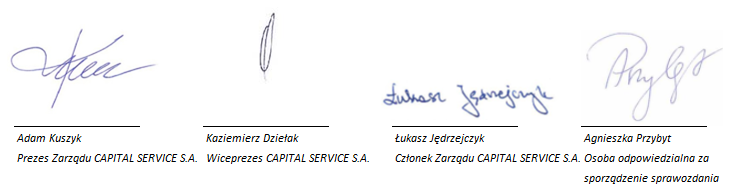 Łukasz Jędrzejczyk
Adam Kuszyk
Prezes Zarządu CAPITAL SERVICE S.A.
Kaziemierz Dziełak
Wiceprezes CAPITAL SERVICE S.A.
Łukasz Jędrzejczyk
Członek Zarządu CAPITAL SERVICE S.A.
Agnieszka Przybyt
Osoba odpowiedzialna za
sporządzenie sprawozdania